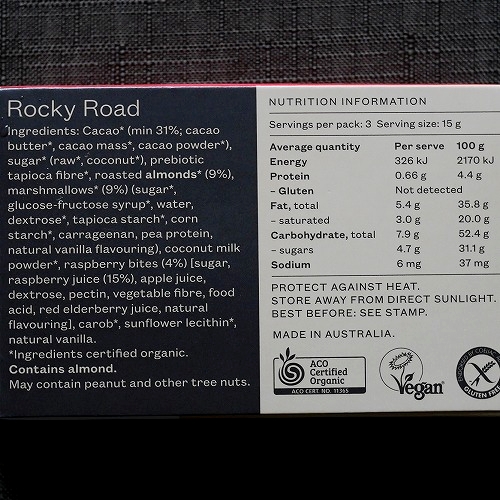 Rocky Road
Ingredients: Cacao* (min 31%; cacao
butter*, cacao mass*, cacao powder*),
sugar* (raw*, coconut*), prebiotic
tapioca fibre*, roasted almonds* (9%),
marshmallows* (9%) (sugar*,
glucose-fructose syrup*, water,
dextrose*, tapioca starch*, corn
starch*, carrageenan, pea protein,
natural vanilla flavouring), coconut milk
powder*, raspberry bites (4%) [sugar,
raspberry juice (15%), apple juice,
dextrose, pectin, vegetable fibre, food
acid, red elderberry juice, natural
flavouring], carob*, sunflower lecithin*,
natural vanilla.
*Ingredients certified organic.
Contains almond.
May contain peanut and other tree nuts.
NUTRITION INFORMATION
Servings per pack: 3 Serving size: 15 g
Average quantity Per serve 100 g
Energy 326 kJ 2170 kJ
Protein 0.66 g 4.4 g
– Gluten Not detected
Fat, total 5.4 g 35.8 g
– saturated 3.0 g 20.0 g
Carbohydrate, total 7.9 g 52.4 g
– sugars 4.7 g 31.1 g
Sodium 6 mg 37 mg
PROTECT AGAINST HEAT.
STORE AWAY FROM DIRECT SUNLIGHT.
BEST BEFORE: SEE STAMP.
MADE IN AUSTRALIA.
ACO
Certified
Organic
ACO CERT. NO. 11365
Vegan
ENDORSED BY COELIAC
GLUTEN FREE